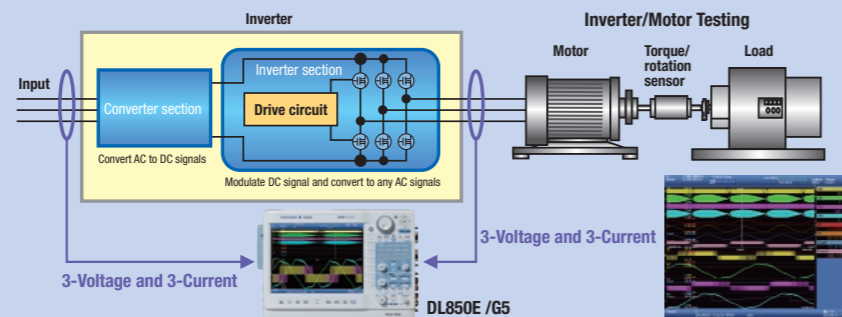 Inverter
Inverter/Motor Testing
Input
Converter section
Convert AC to DC signals
Inverter section
Drive circuit
Modulate DC signal and convert to any AC signals
Motor
Torque/
rotation
sensor
Load
3-Voltage and 3-Current
3-Voltage and 3-Current
DL850E /G5